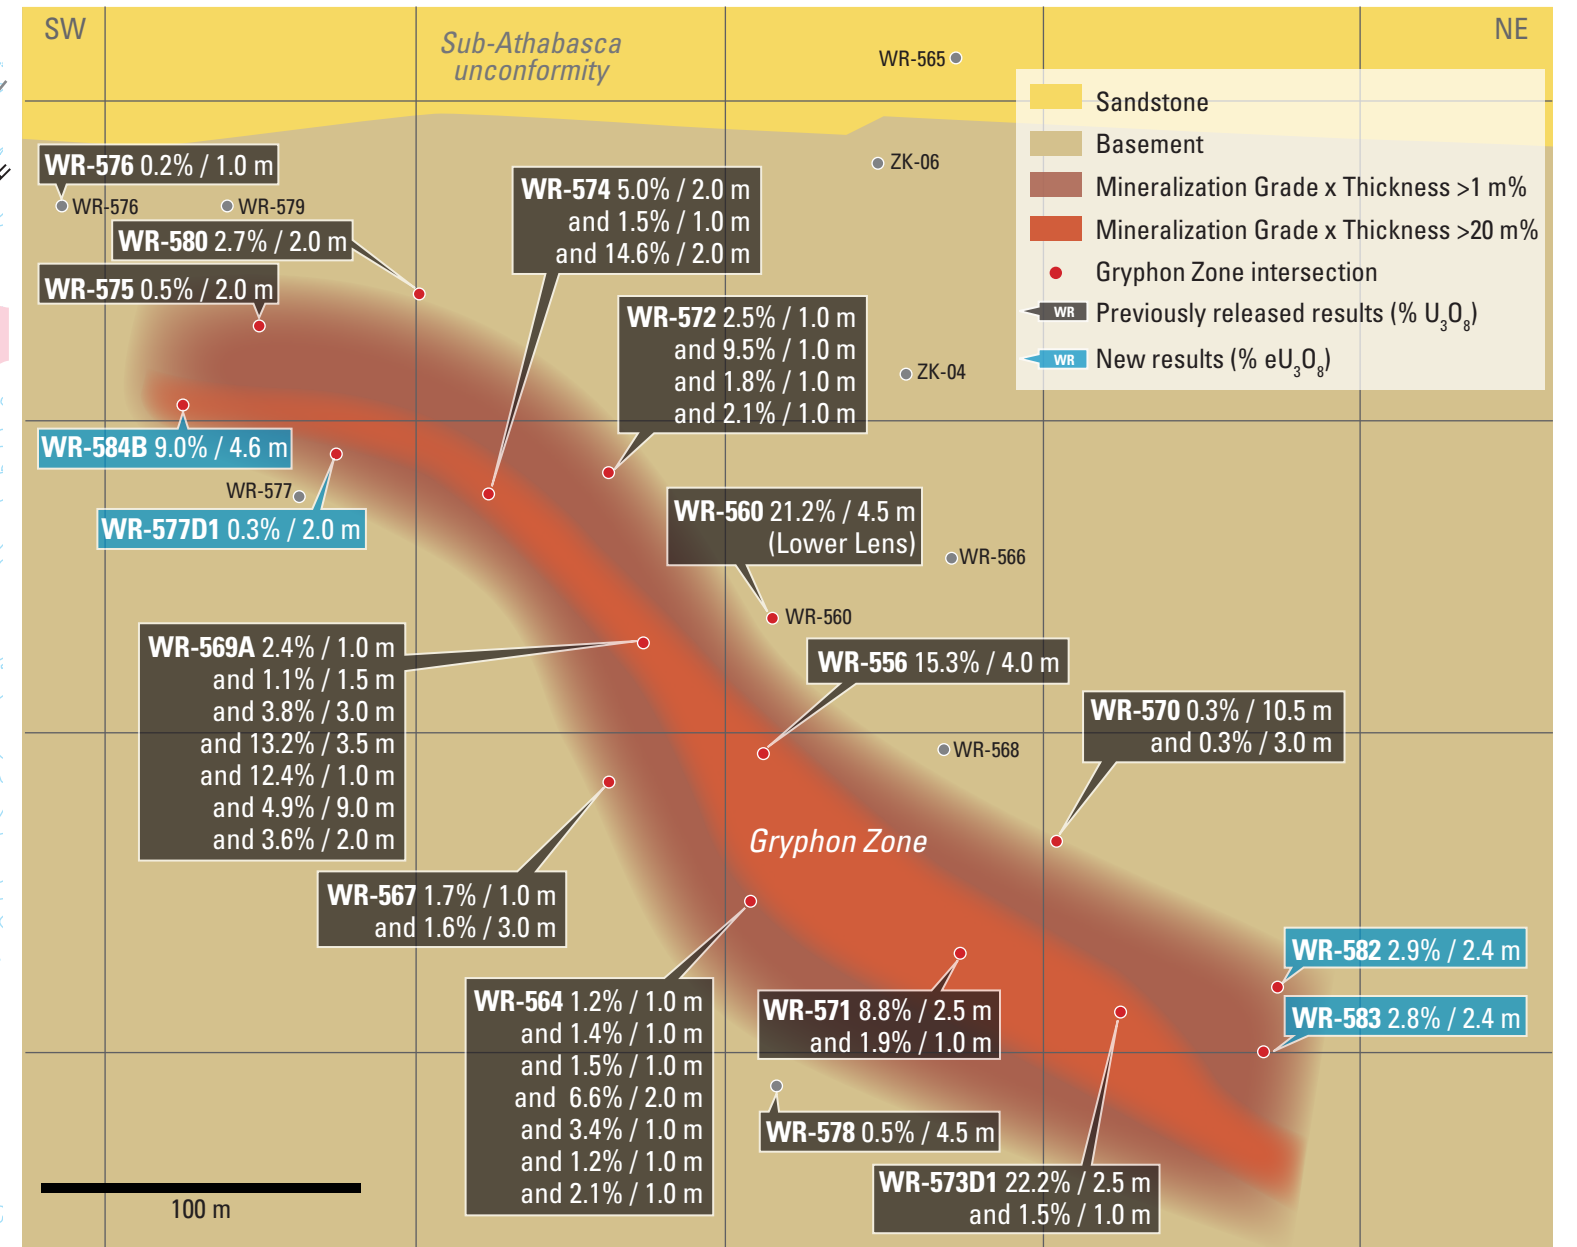 SW
NE
Sub-Athabasca
unconformity
WR-565
Sandstone
Basement
Mineralization Grade x Thickness >1 m%
Mineralization Grade x Thickness >20 m%
Gryphon Zone intersection
WR Previously released results (% U₃O₈)
WR New results (% eU₃O₈)
ZK-06
WR-576 0.2% / 1.0 m
WR-576
WR-579
WR-580 2.7% / 2.0 m
WR-575 0.5% / 2.0 m
WR-574 5.0% / 2.0 m
and 1.5% / 1.0 m
and 14.6% / 2.0 m
WR-572 2.5% / 1.0 m
and 9.5% / 1.0 m
and 1.8% / 1.0 m
and 2.1% / 1.0 m
ZK-04
WR-584B 9.0% / 4.6 m
WR-577
WR-577D1 0.3% / 2.0 m
WR-560 21.2% / 4.5 m
(Lower Lens)
WR-566
WR-560
WR-569A 2.4% / 1.0 m
and 1.1% / 1.5 m
and 3.8% / 3.0 m
and 13.2% / 3.5 m
and 12.4% / 1.0 m
and 4.9% / 9.0 m
and 3.6% / 2.0 m
WR-556 15.3% / 4.0 m
WR-568
WR-570 0.3% / 10.5 m
and 0.3% / 3.0 m
Gryphon Zone
WR-567 1.7% / 1.0 m
and 1.6% / 3.0 m
WR-582 2.9% / 2.4 m
WR-583 2.8% / 2.4 m
WR-564 1.2% / 1.0 m
and 1.4% / 1.0 m
and 1.5% / 1.0 m
and 6.6% / 2.0 m
and 3.4% / 1.0 m
and 1.2% / 1.0 m
and 2.1% / 1.0 m
WR-571 8.8% / 2.5 m
and 1.9% / 1.0 m
WR-578 0.5% / 4.5 m
WR-573D1 22.2% / 2.5 m
and 1.5% / 1.0 m
100 m